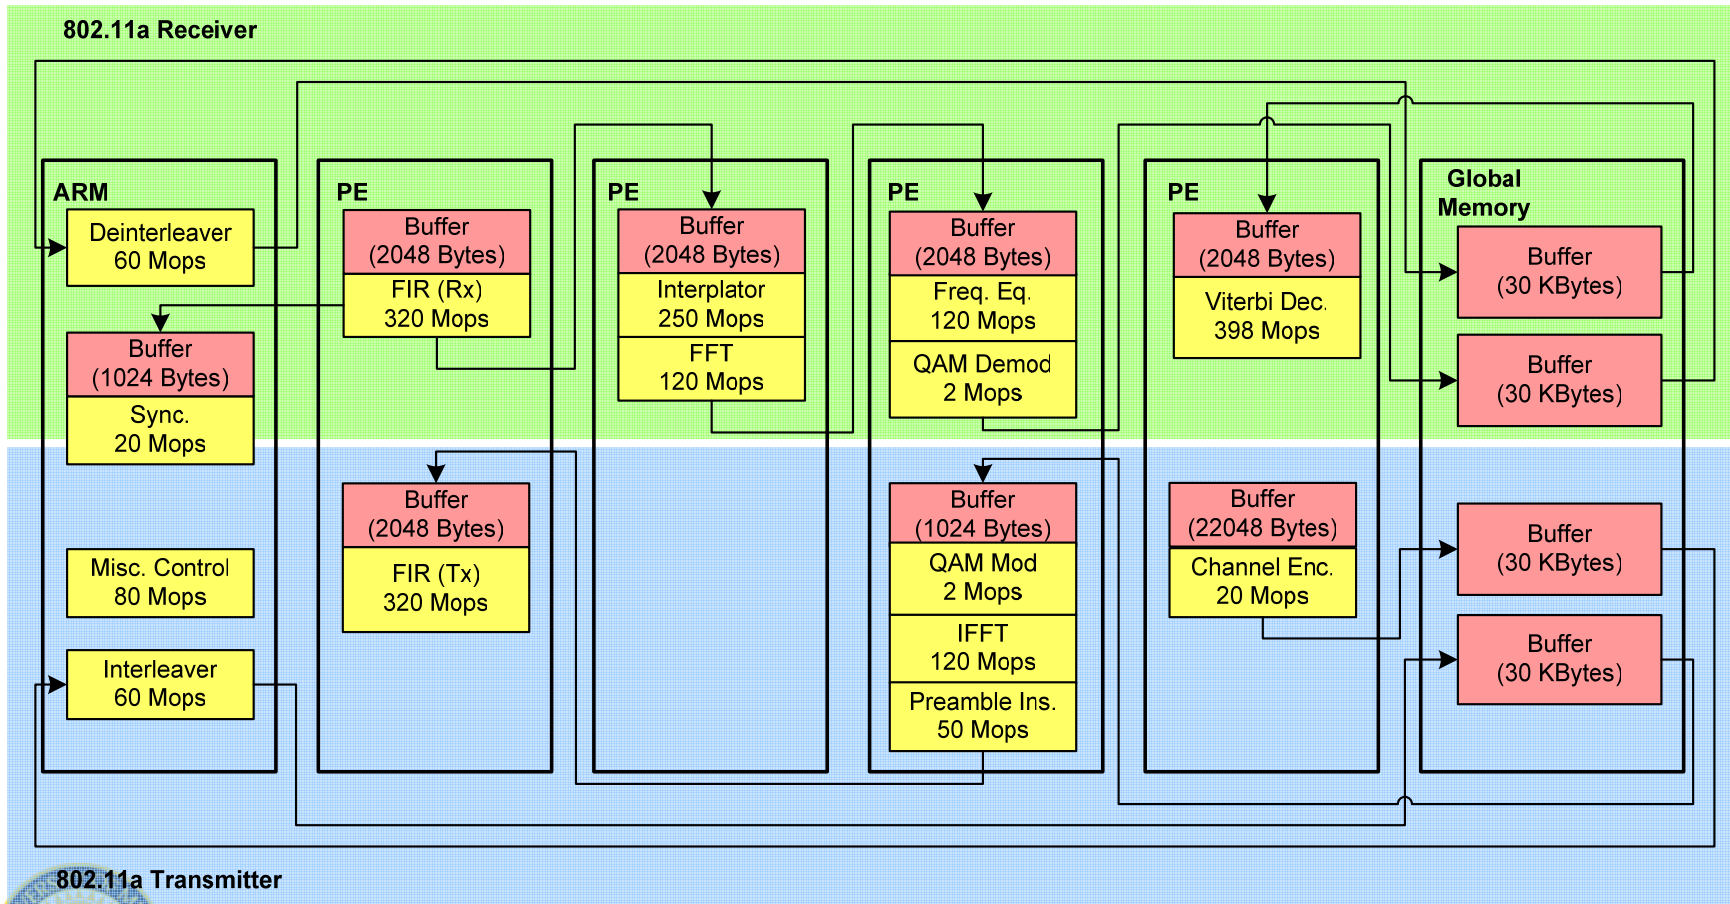 802.11a Receiver
ARM
Deinterleaver
60 Mops
Buffer
(1024 Bytes)
Sync.
20 Mops
Misc. Control
80 Mops
Interleaver
60 Mops
PE
Buffer
(2048 Bytes)
FIR (Rx)
320 Mops
Buffer
(2048 Bytes)
FIR (Tx)
320 Mops
PE
Buffer
(2048 Bytes)
Interplator
250 Mops
FFT
120 Mops
PE
Buffer
(2048 Bytes)
Freq. Eq.
120 Mops
QAM Demod
2 Mops
Buffer
(1024 Bytes)
QAM Mod
2 Mops
IFFT
120 Mops
Preamble Ins.
50 Mops
PE
Buffer
(2048 Bytes)
Viterbi Dec.
398 Mops
Buffer
(22048 Bytes)
Channel Enc.
20 Mops
Global
Memory
Buffer
(30 KBytes)
Buffer
(30 KBytes)
Buffer
(30 KBytes)
Buffer
(30 KBytes)
802.11a Transmitter